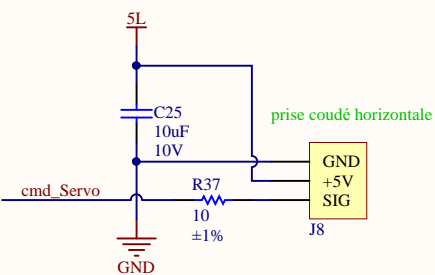 5L
C25
10uF
10V
prise coudé horizontale
GND
+5V
SIG
J8
cmd_Servo
R37
10
±1%
GND